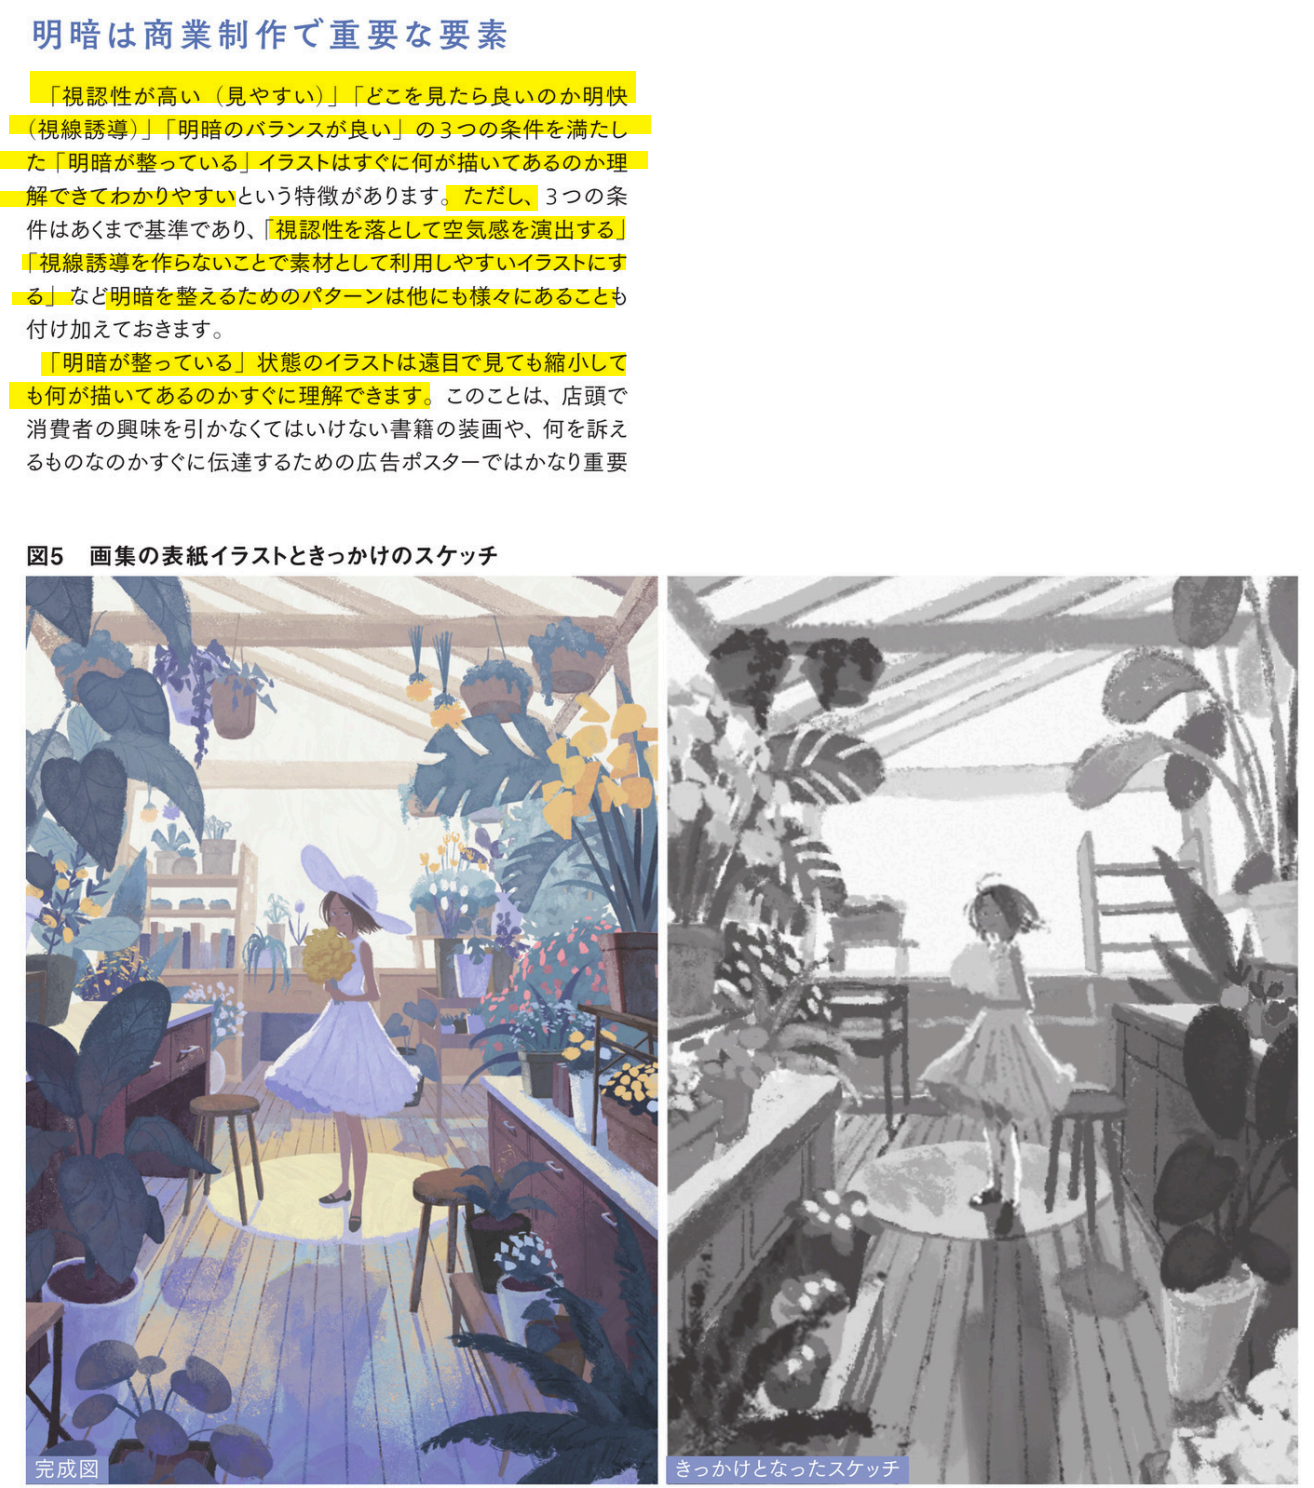 明暗は商業制作で重要な要素
「視認性が高い（見やすい）」「どこを見たら良いのか明快
（視線誘導）」「明暗のバランスが良い」の3つの条件を満たし
た「明暗が整っている」イラストはすぐに何が描いてあるのか理
解できてわかりやすいという特徴があります。ただし、3つの条
件はあくまで基準であり、「視認性を落として空気感を演出する」
「視線誘導を作らないことで素材として利用しやすいイラストにす
る」など明暗を整えるためのパターンは他にも様々にあることも
付け加えておきます。
「明暗が整っている」状態のイラストは遠目で見ても縮小して
も何が描いてあるのかすぐに理解できます。このことは、店頭で
消費者の興味を引かなくてはいけない書籍の装画や、何を訴え
るものなのかすぐに伝達するための広告ポスターではかなり重要
図5　画集の表紙イラストときっかけのスケッチ
完成図
きっかけとなったスケッチ